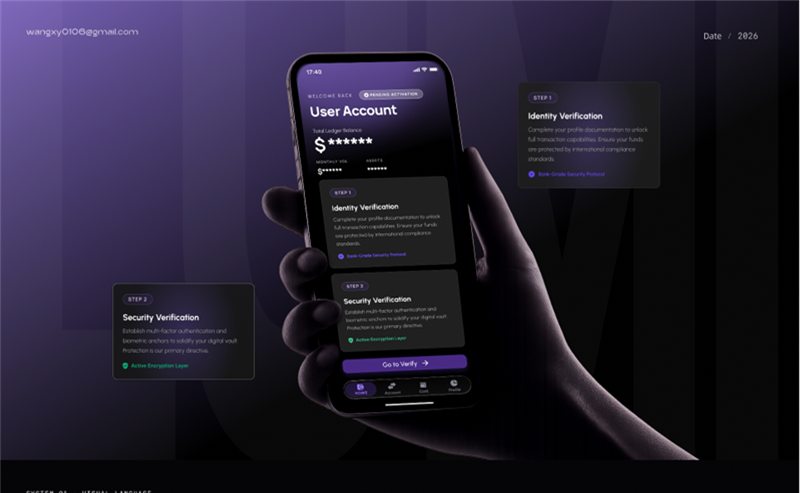 wangxy0106@gmail.com
Date / 2026
17:40
WELCOME BACK
PENDING ACTIVATION
User Account
Total Ledger Balance
$******
ASSETS
$******
******
STEP 1
Identity Verification
Complete your profile documentation to unlock
full transaction capabilities. Ensure your funds
are protected by international compliance
standards.
Bank-Grade Security Protocol
STEP 2
Security Verification
Establish multi-factor authentication and
biometric anchors to solidify your digital vault.
Protection is our primary directive.
Active Encryption Layer
Go to Verify →
Account
Card
Profile
STEP 1
Identity Verification
Complete your profile documentation to unlock
full transaction capabilities. Ensure your funds
are protected by international compliance
standards.
Bank-Grade Security Protocol
STEP 2
Security Verification
Establish multi-factor authentication and
biometric anchors to solidify your digital vault.
Protection is our primary directive.
Active Encryption Layer